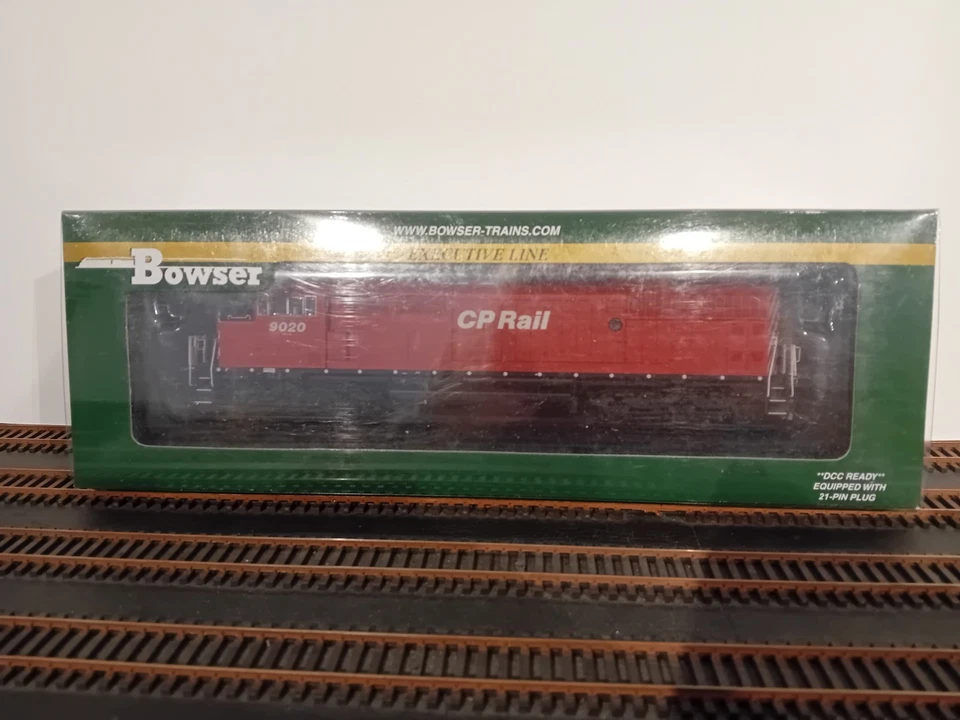 WWW.BOWSER-TRAINS.COM
EXECUTIVE LINE
Bowser
9020
CP Rail
"DCC READY"
EQUIPPED WITH
21-PIN PLUG